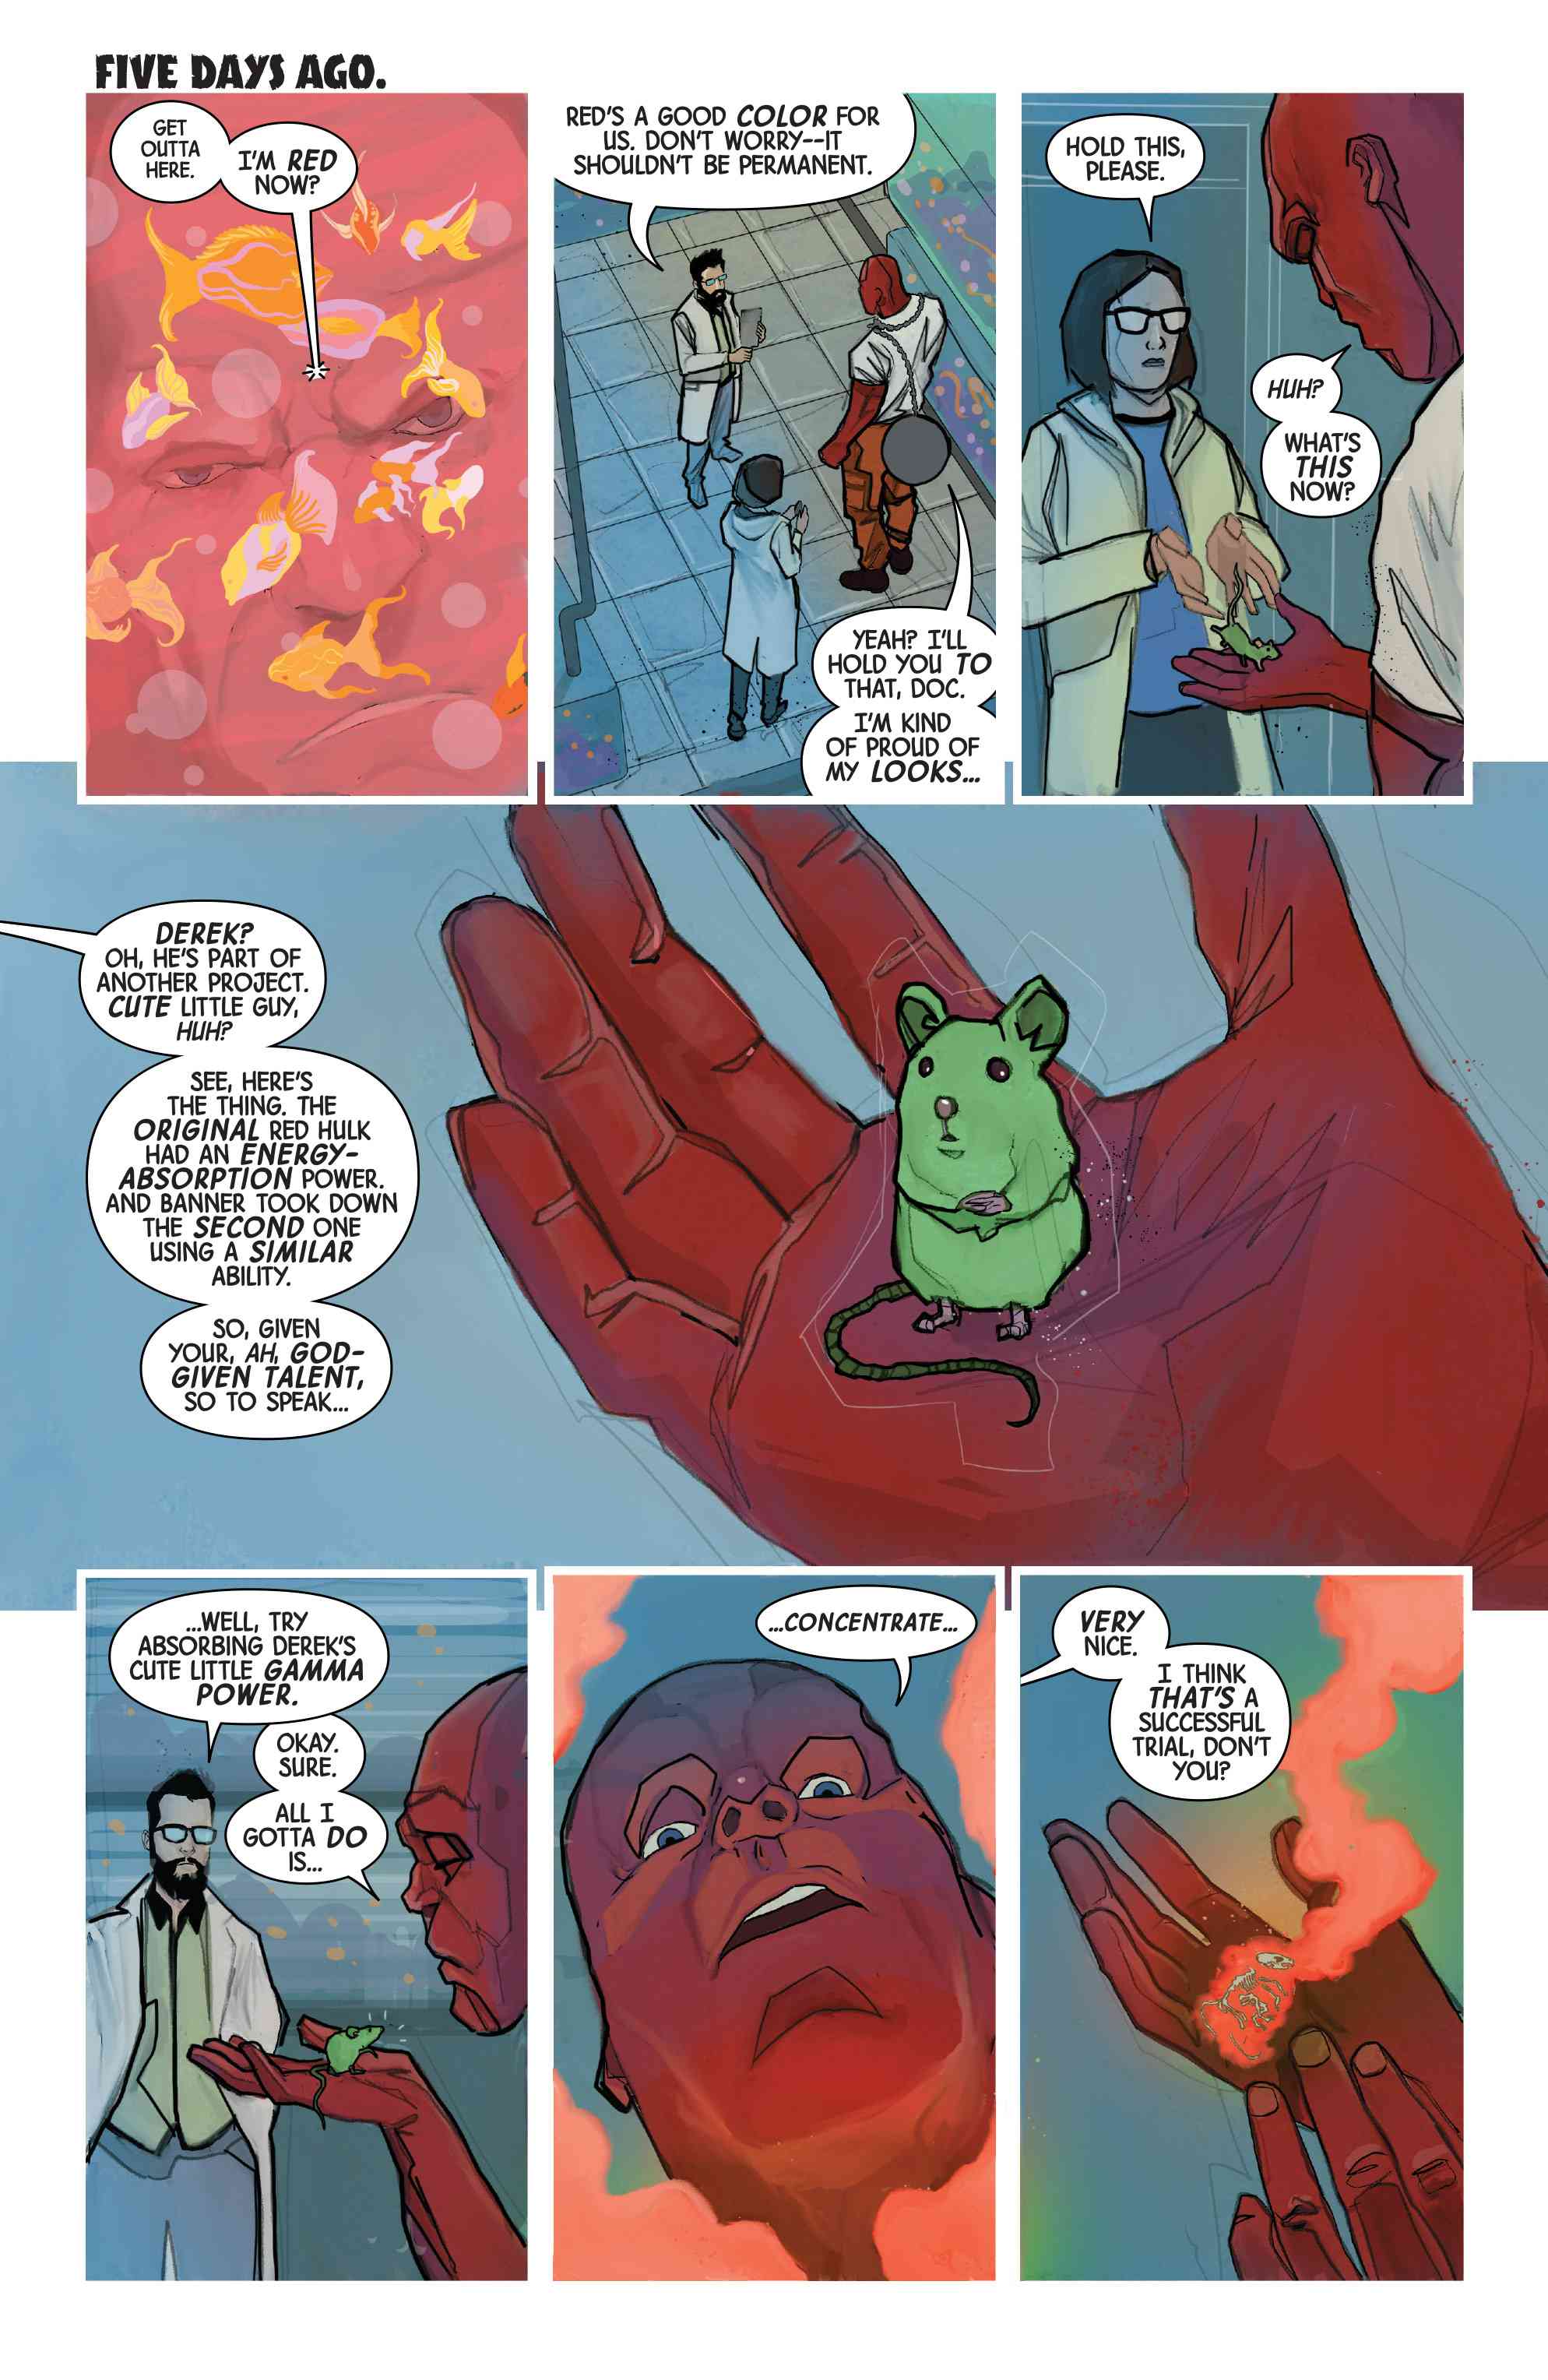 FIVE DAYS AGO.
GET
OUTTA
HERE.
I'M RED
NOW?
RED'S A GOOD COLOR FOR
US. DON'T WORRY--IT
SHOULDN'T BE PERMANENT.
YEAH? I'LL
HOLD YOU TO
THAT, DOC.
I'M KIND
OF PROUD OF
MY LOOKS...
HOLD THIS,
PLEASE.
HUH?
WHAT'S
THIS
NOW?
DEREK?
OH, HE'S PART OF
ANOTHER PROJECT.
CUTE LITTLE GUY,
HUH?
SEE, HERE'S
THE THING. THE
ORIGINAL RED HULK
HAD AN ENERGY-
ABSORPTION POWER.
AND BANNER TOOK DOWN
THE SECOND ONE
USING A SIMILAR
ABILITY.
SO, GIVEN
YOUR, AH, GOD-
GIVEN TALENT,
SO TO SPEAK...
...WELL, TRY
ABSORBING DEREK'S
CUTE LITTLE GAMMA
POWER.
OKAY.
SURE.
ALL I
GOTTA DO
IS...
...CONCENTRATE...
VERY
NICE.
I THINK
THAT'S A
SUCCESSFUL
TRIAL, DON'T
YOU?